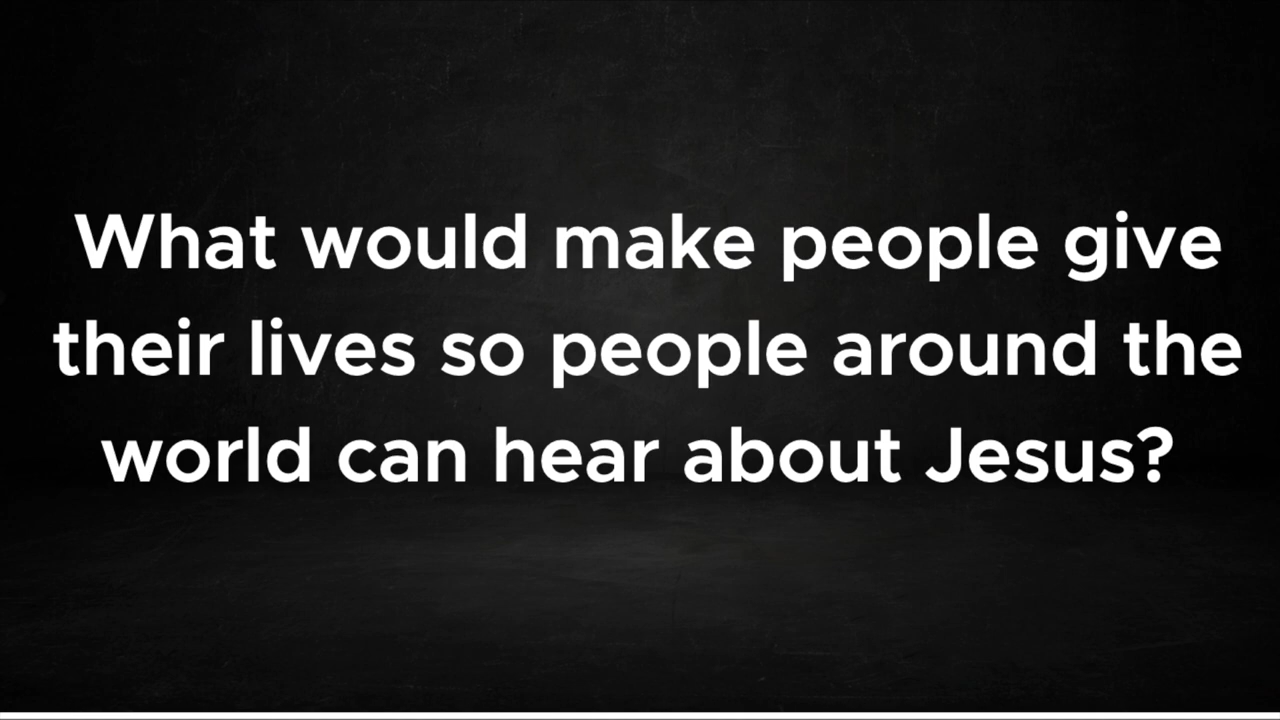 What would make people give
their lives so people around the
world can hear about Jesus?